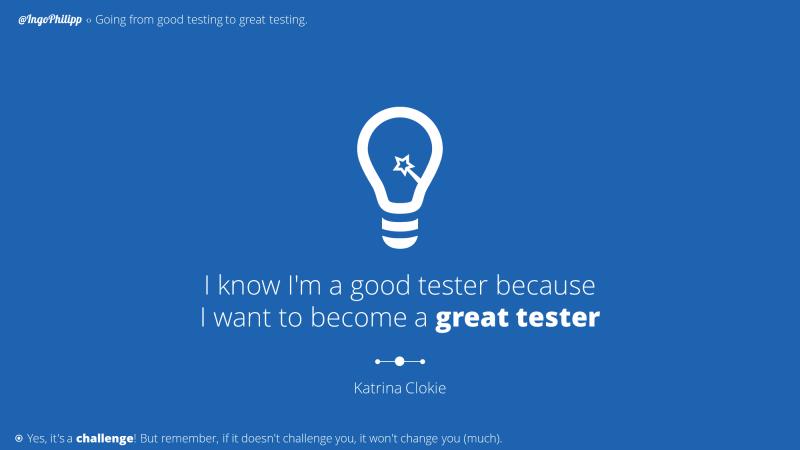 @IngoPhilipp ‹› Going from good testing to great testing.
I know I'm a good tester because
I want to become a great tester
Katrina Clokie
Yes, it's a challenge! But remember, if it doesn't challenge you, it won't change you (much).